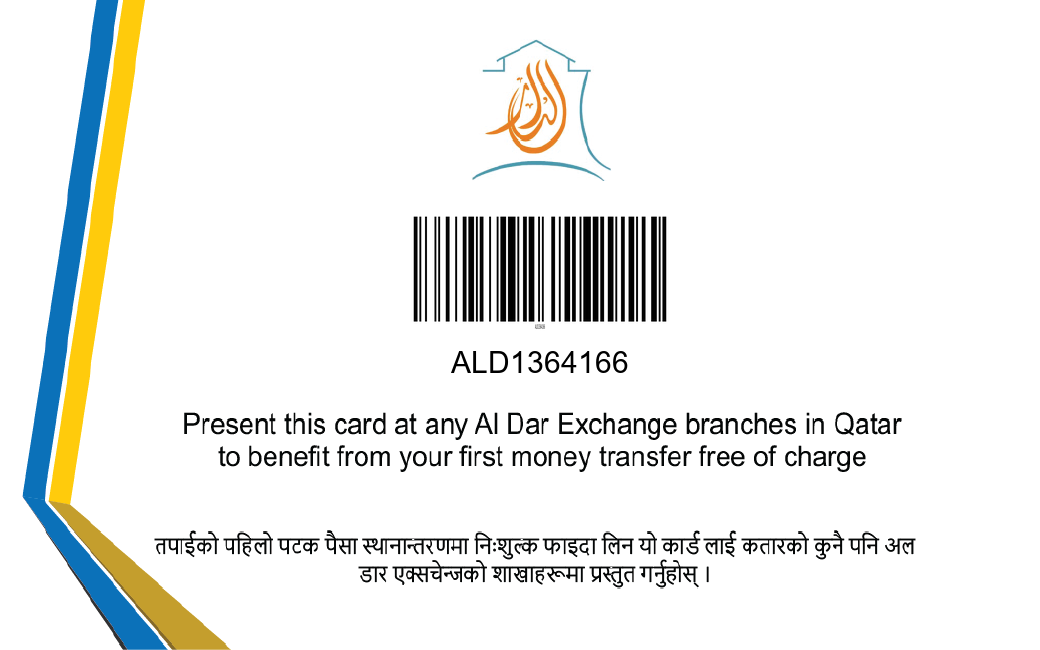 الدار
ALD1364166
Present this card at any Al Dar Exchange branches in Qatar
to benefit from your first money transfer free of charge
तपाईको पहिलो पटक पैसा स्थानान्तरणमा निःशुल्क फाइदा लिन यो कार्ड लाई कतारको कुनै पनि अल
डार एक्सचेन्जको शाखाहरूमा प्रस्तुत गर्नुहोस् ।